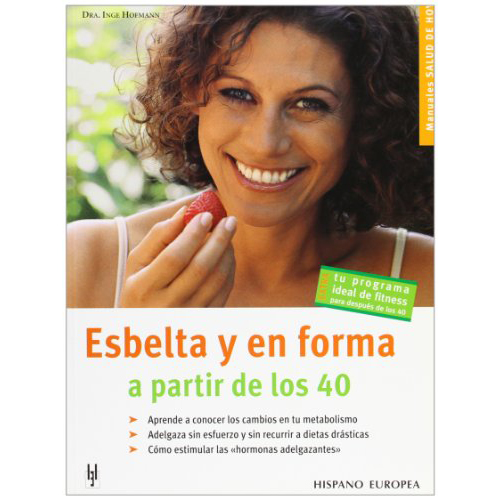 DRA. INGE HOFMANN
Manuales SALUD DE HOY
tu programa
ideal de fitness
para después de los 40
Esbelta y en forma
a partir de los 40
➤ Aprende a conocer los cambios en tu metabolismo
➤ Adelgaza sin esfuerzo y sin recurrir a dietas drásticas
➤ Cómo estimular las «hormonas adelgazantes»
HISPANO EUROPEA